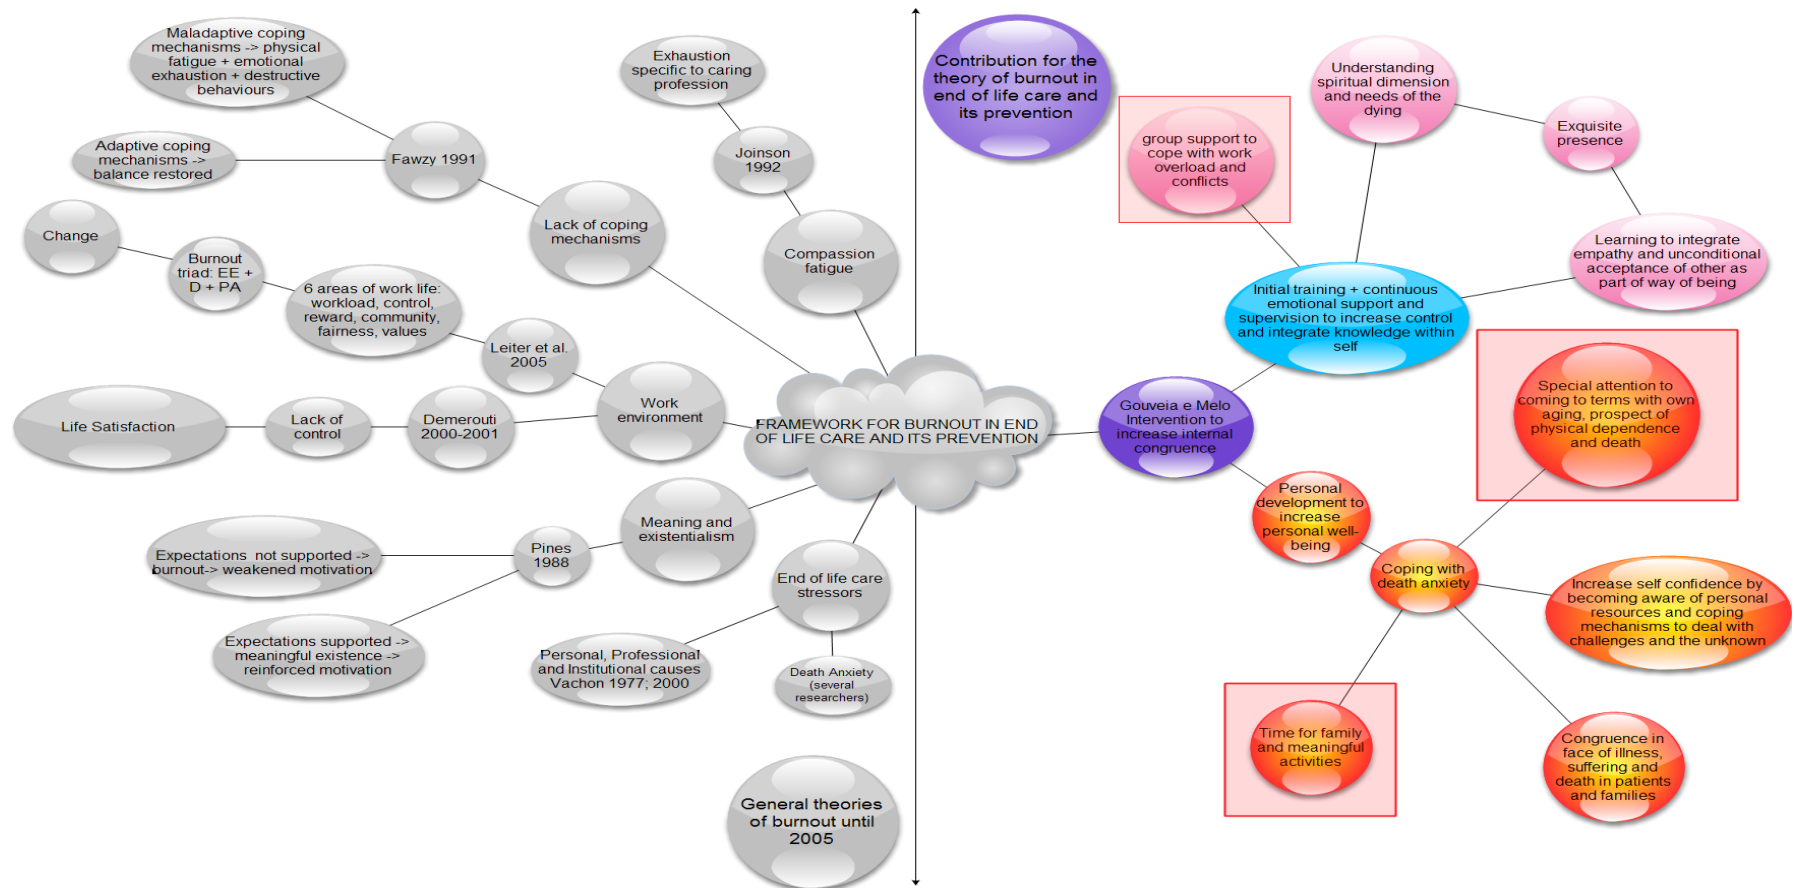 Maladaptive coping
mechanisms -> physical
fatigue + emotional
exhaustion + destructive
behaviours
Adaptive coping
mechanisms ->
balance restored
Fawzy 1991
Exhaustion
specific to caring
profession
Joinson
1992
Lack of coping
mechanisms
Compassion
fatigue
Change
Burnout
triad: EE +
D + PA
6 areas of work life:
workload, control,
reward, community,
fairness, values
Leiter et al.
2005
Work
environment
Life Satisfaction
Lack of
control
Demerouti
2000-2001
FRAMEWORK FOR BURNOUT IN END
OF LIFE CARE AND ITS PREVENTION
Meaning and
existentialism
Pines
1988
Expectations not supported ->
burnout-> weakened motivation
Expectations supported ->
meaningful existence ->
reinforced motivation
End of life care
stressors
Personal, Professional
and Institutional causes
Vachon 1977; 2000
Death Anxiety
(several
researchers)
General theories
of burnout until
2005
Contribution for the
theory of burnout in
end of life care and
its prevention
group support to
cope with work
overload and
conflicts
Understanding
spiritual dimension
and needs of the
dying
Exquisite
presence
Learning to integrate
empathy and unconditional
acceptance of other as
part of way of being
Initial training + continuous
emotional support and
supervision to increase control
and integrate knowledge within
self
Gouveia e Melo
Intervention to
increase internal
congruence
Personal
development to
increase
personal well-
being
Coping with
death anxiety
Special attention to
coming to terms with own
aging, prospect of
physical dependence
and death
Increase self confidence by
becoming aware of personal
resources and coping
mechanisms to deal with
challenges and the unknown
Time for family
and meaningful
activities
Congruence in
face of illness,
suffering and
death in patients
and families